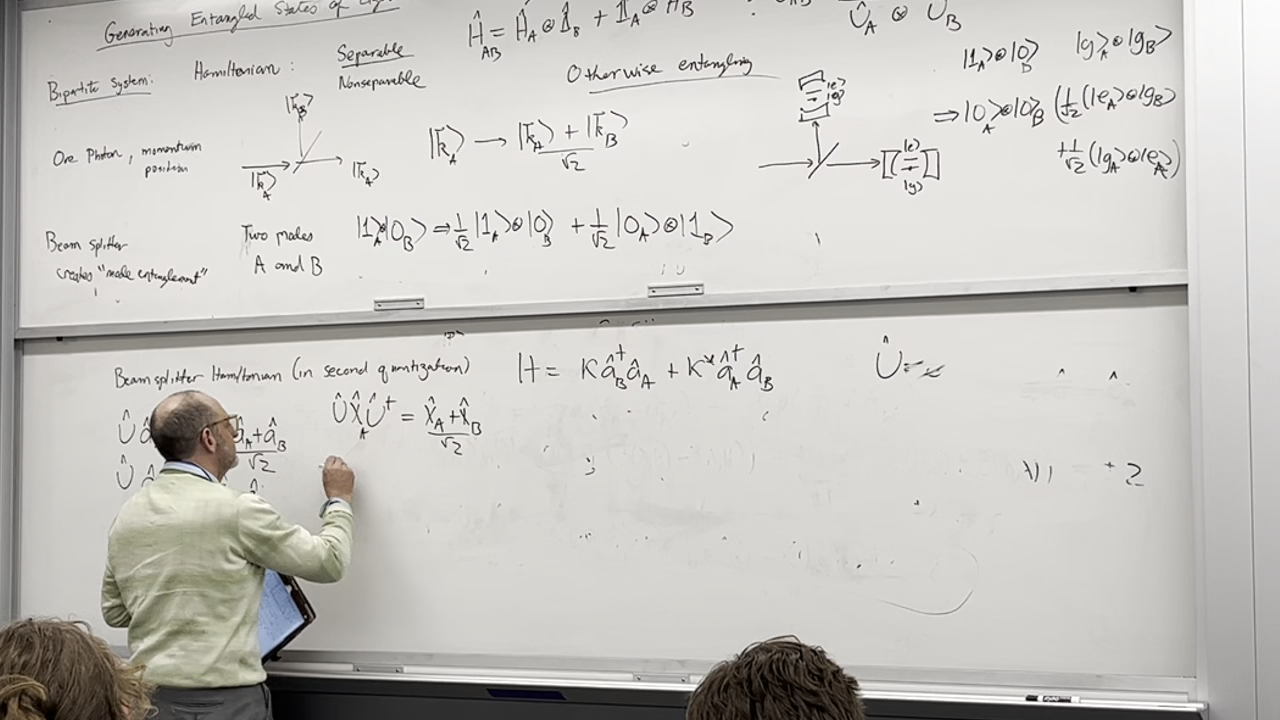 Generating Entangled States of
Ĥ_AB = Ĥ_A ⊗ 𝟙_B + 𝟙_A ⊗ H_B
Û_A ⊗ U_B
Bipartite System:
Hamiltonian:
Separable
Nonseparable
Otherwise entangling
One Photon, momentum
position
|k_B⟩
|k_A⟩
|k_A⟩
|k_A⟩ → (|k_A⟩ + |k_B⟩)/√2
|e⟩
|g⟩
|e⟩
|g⟩
|1_A⟩⊗|0⟩_B |g⟩_A⊗|g_B⟩
⇒ |0⟩_A⊗|0⟩_B (1/√2 (|e_A⟩⊗|g_B⟩
+1/√2 (|g_A⟩⊗|e_A⟩)
Beam splitter
creates "mode entanglement"
Two modes
A and B
|1⟩_A|0_B⟩ ⇒ 1/√2 |1_A⟩⊗|0⟩_B + 1/√2 |0_A⟩⊗|1_B⟩
Beam splitter Hamiltonian (in second quantization)
H = κ â†_B â_A + κ* â†_A â_B
Û
Û â
â_A + â_B
√2
Û X̂_A Û† = (X̂_A + X̂_B)/√2
Û